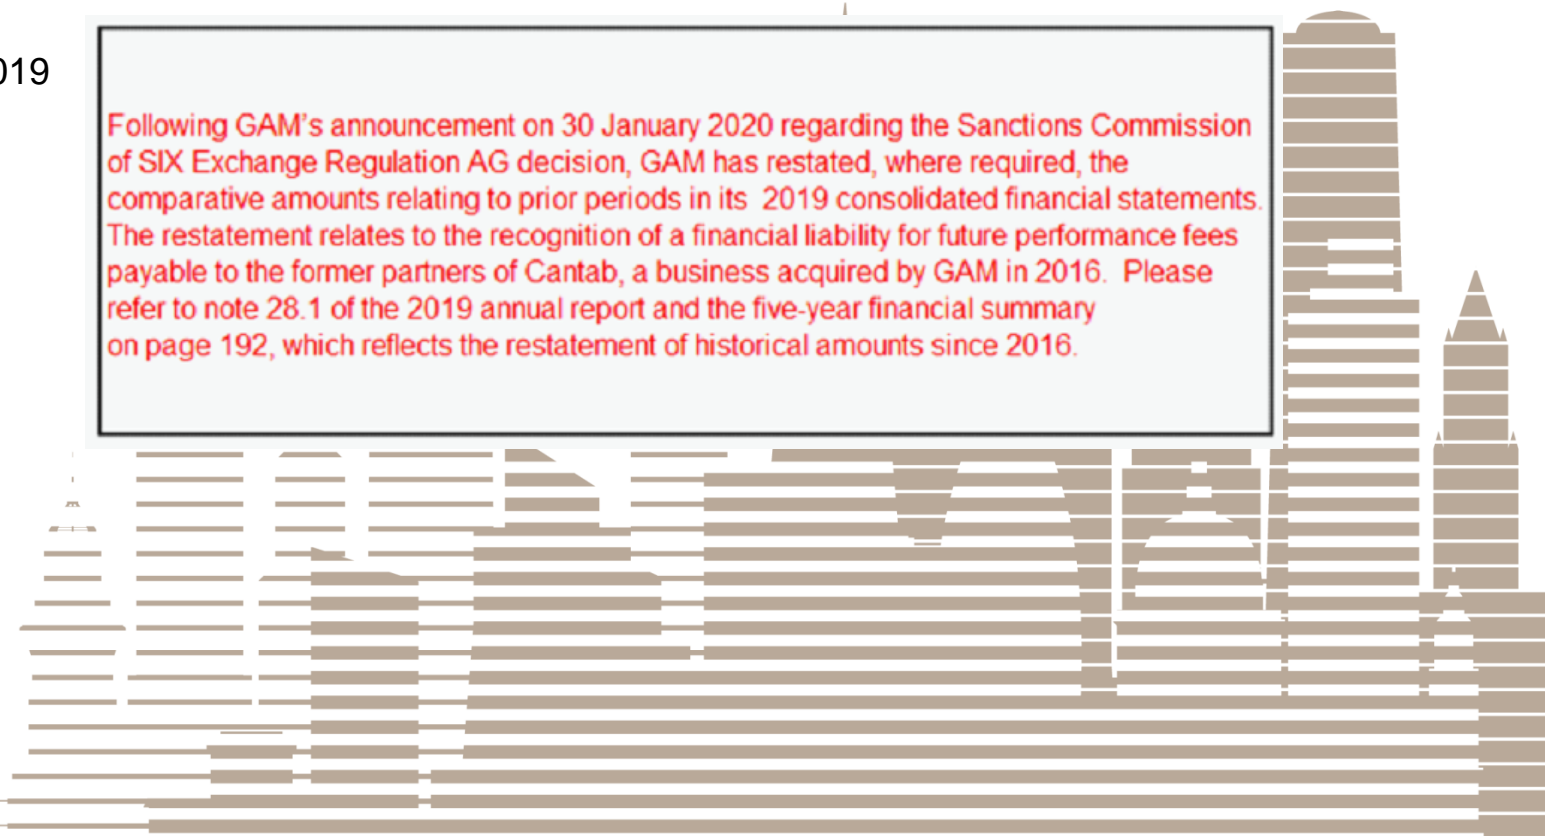 019
Following GAM's announcement on 30 January 2020 regarding the Sanctions Commission
of SIX Exchange Regulation AG decision, GAM has restated, where required, the
comparative amounts relating to prior periods in its  2019 consolidated financial statements.
The restatement relates to the recognition of a financial liability for future performance fees
payable to the former partners of Cantab, a business acquired by GAM in 2016.  Please
refer to note 28.1 of the 2019 annual report and the five-year financial summary
on page 192, which reflects the restatement of historical amounts since 2016.